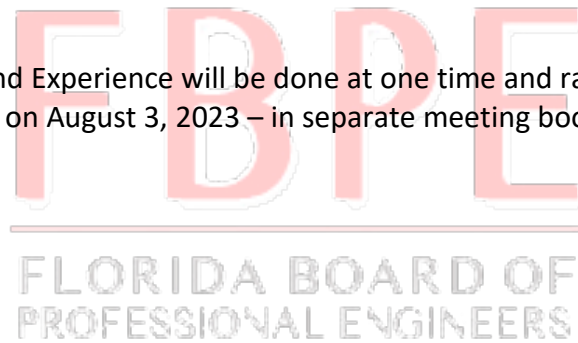 FBPE
nd Experience will be done at one time and ra
on August 3, 2023 – in separate meeting boo
FLORIDA BOARD OF
PROFESSIONAL ENGINEERS